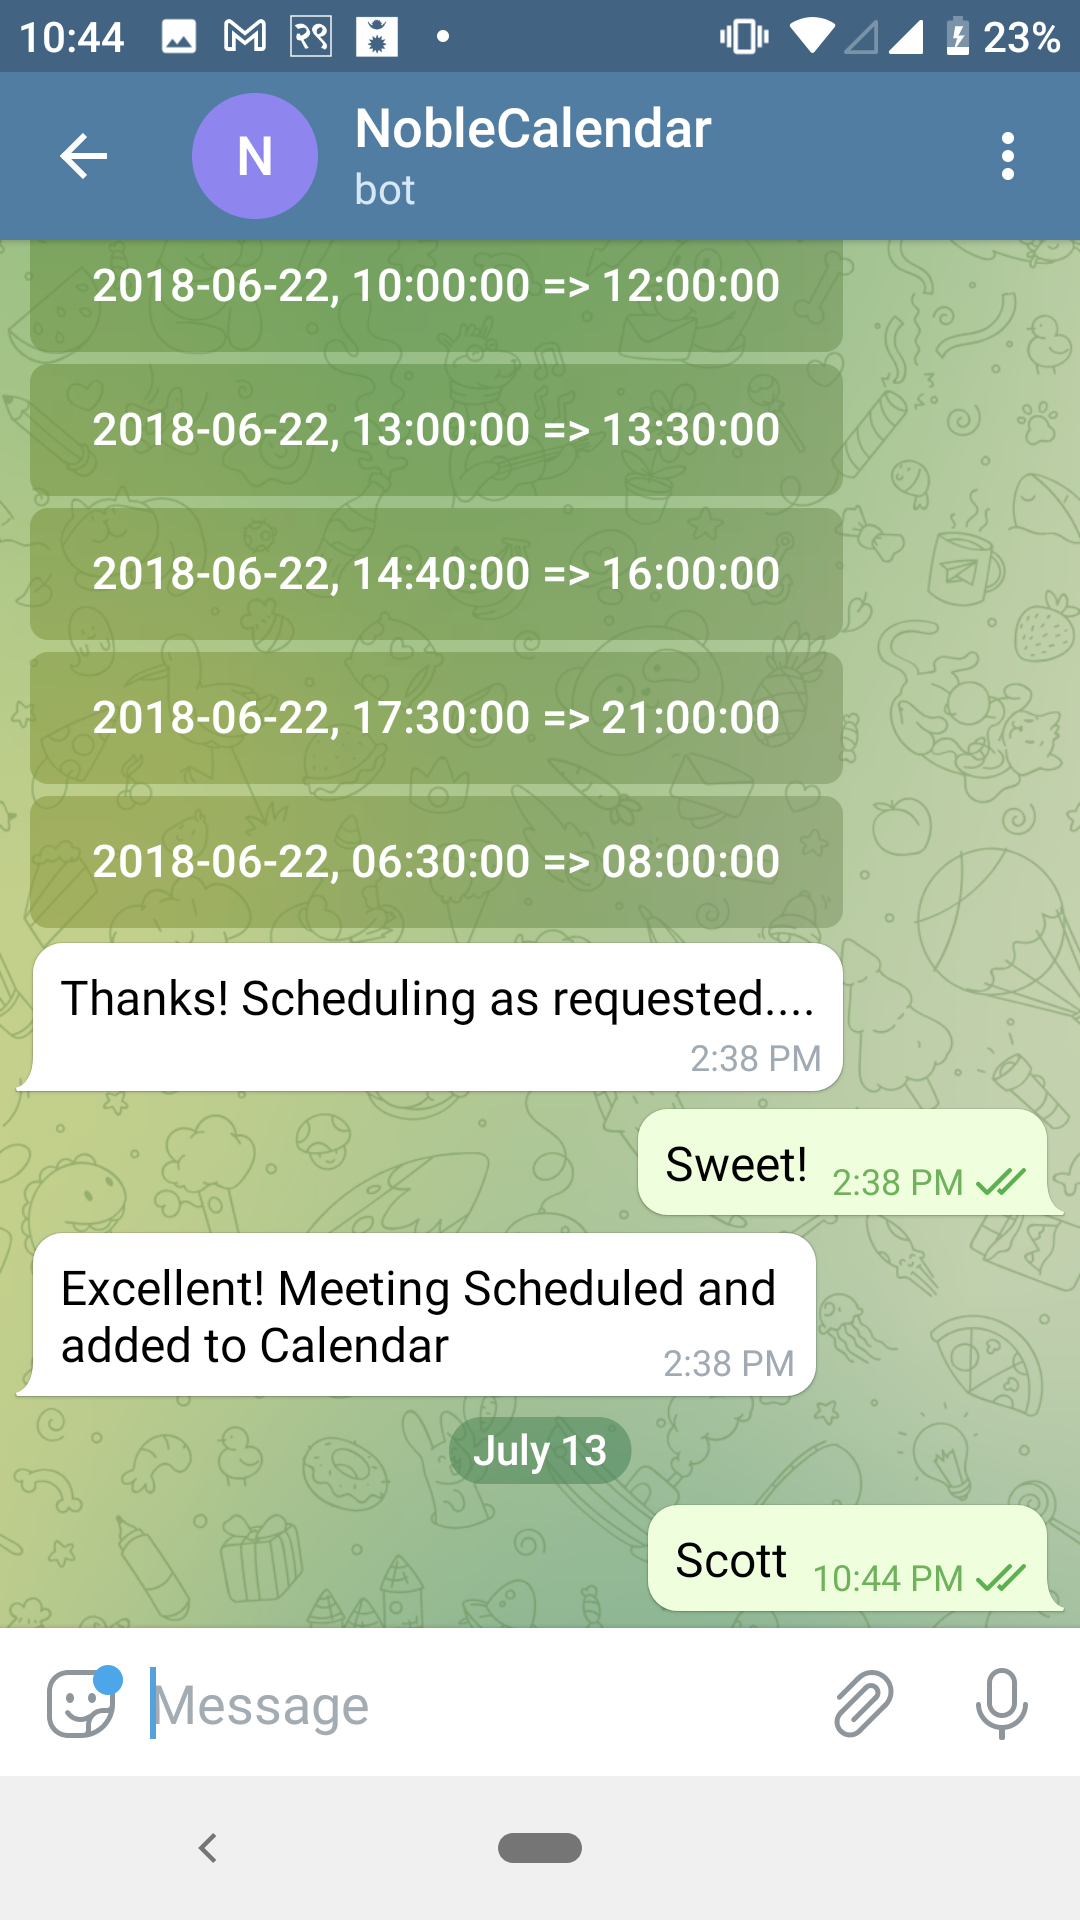 10:44 २९ 23%
NobleCalendar
bot
2018-06-22, 10:00:00 => 12:00:00
2018-06-22, 13:00:00 => 13:30:00
2018-06-22, 14:40:00 => 16:00:00
2018-06-22, 17:30:00 => 21:00:00
2018-06-22, 06:30:00 => 08:00:00
Thanks! Scheduling as requested....
2:38 PM
Sweet! 2:38 PM
Excellent! Meeting Scheduled and
added to Calendar 2:38 PM
July 13
Scott 10:44 PM
Message